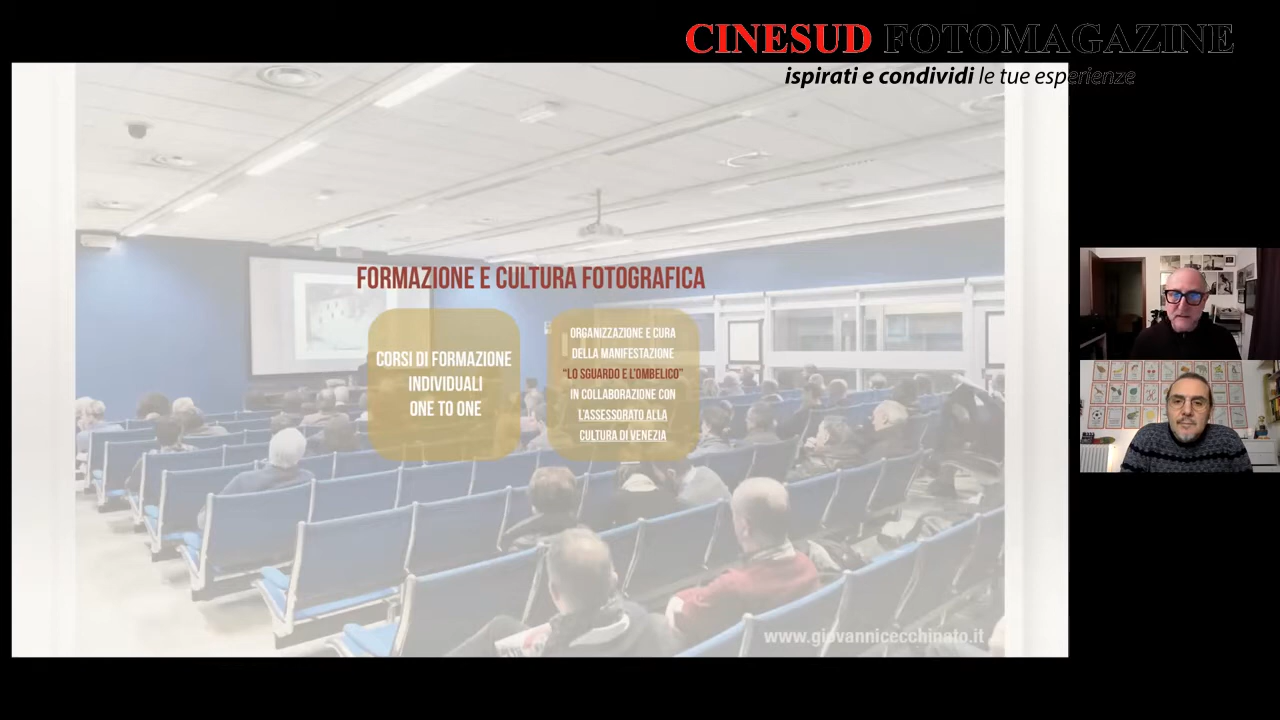 CINESUD FOTOMAGAZINE
ispirati e condividi le tue esperienze
FORMAZIONE E CULTURA FOTOGRAFICA
CORSI DI FORMAZIONE
INDIVIDUALI
ONE TO ONE
ORGANIZZAZIONE E CURA
DELLA MANIFESTAZIONE
“LO SGUARDO E L’OMBELICO”
IN COLLABORAZIONE CON
L’ASSESSORATO ALLA
CULTURA DI VENEZIA
www.giovannicecchinato.it